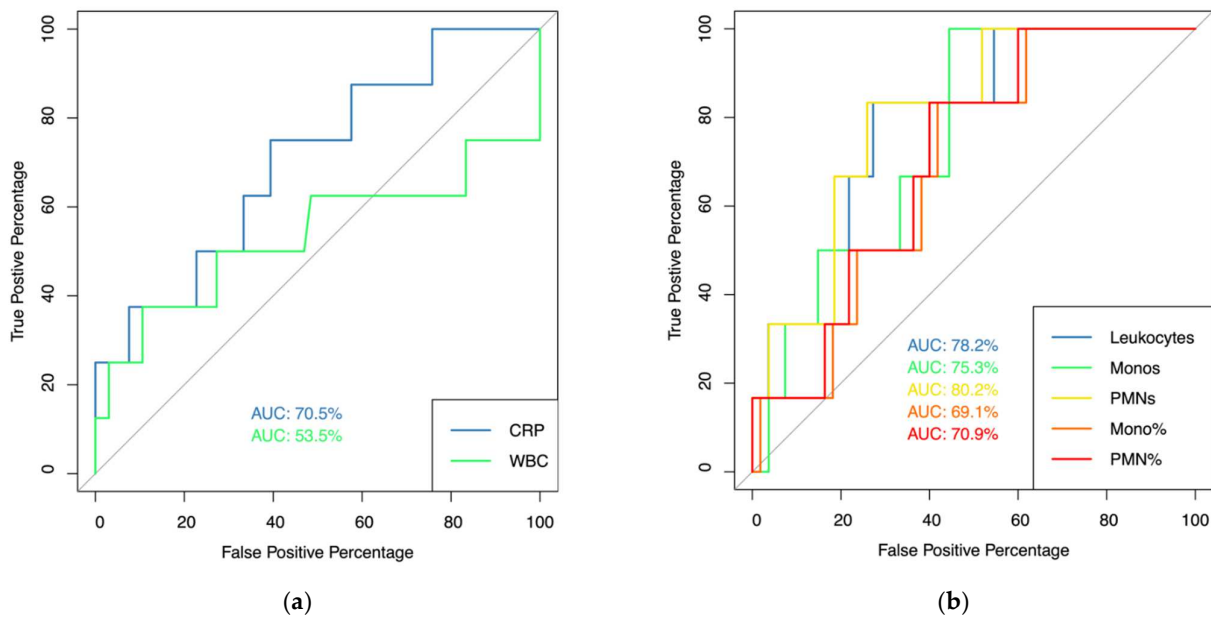 100
80
60
40
20
0
True Postive Percentage
AUC: 70.5%
AUC: 53.5%
CRP
WBC
0 20 40 60 80 100
False Positive Percentage
(a)
100
80
60
40
20
0
True Postive Percentage
AUC: 78.2%
AUC: 75.3%
AUC: 80.2%
AUC: 69.1%
AUC: 70.9%
Leukocytes
Monos
PMNs
Mono%
PMN%
0 20 40 60 80 100
False Positive Percentage
(b)